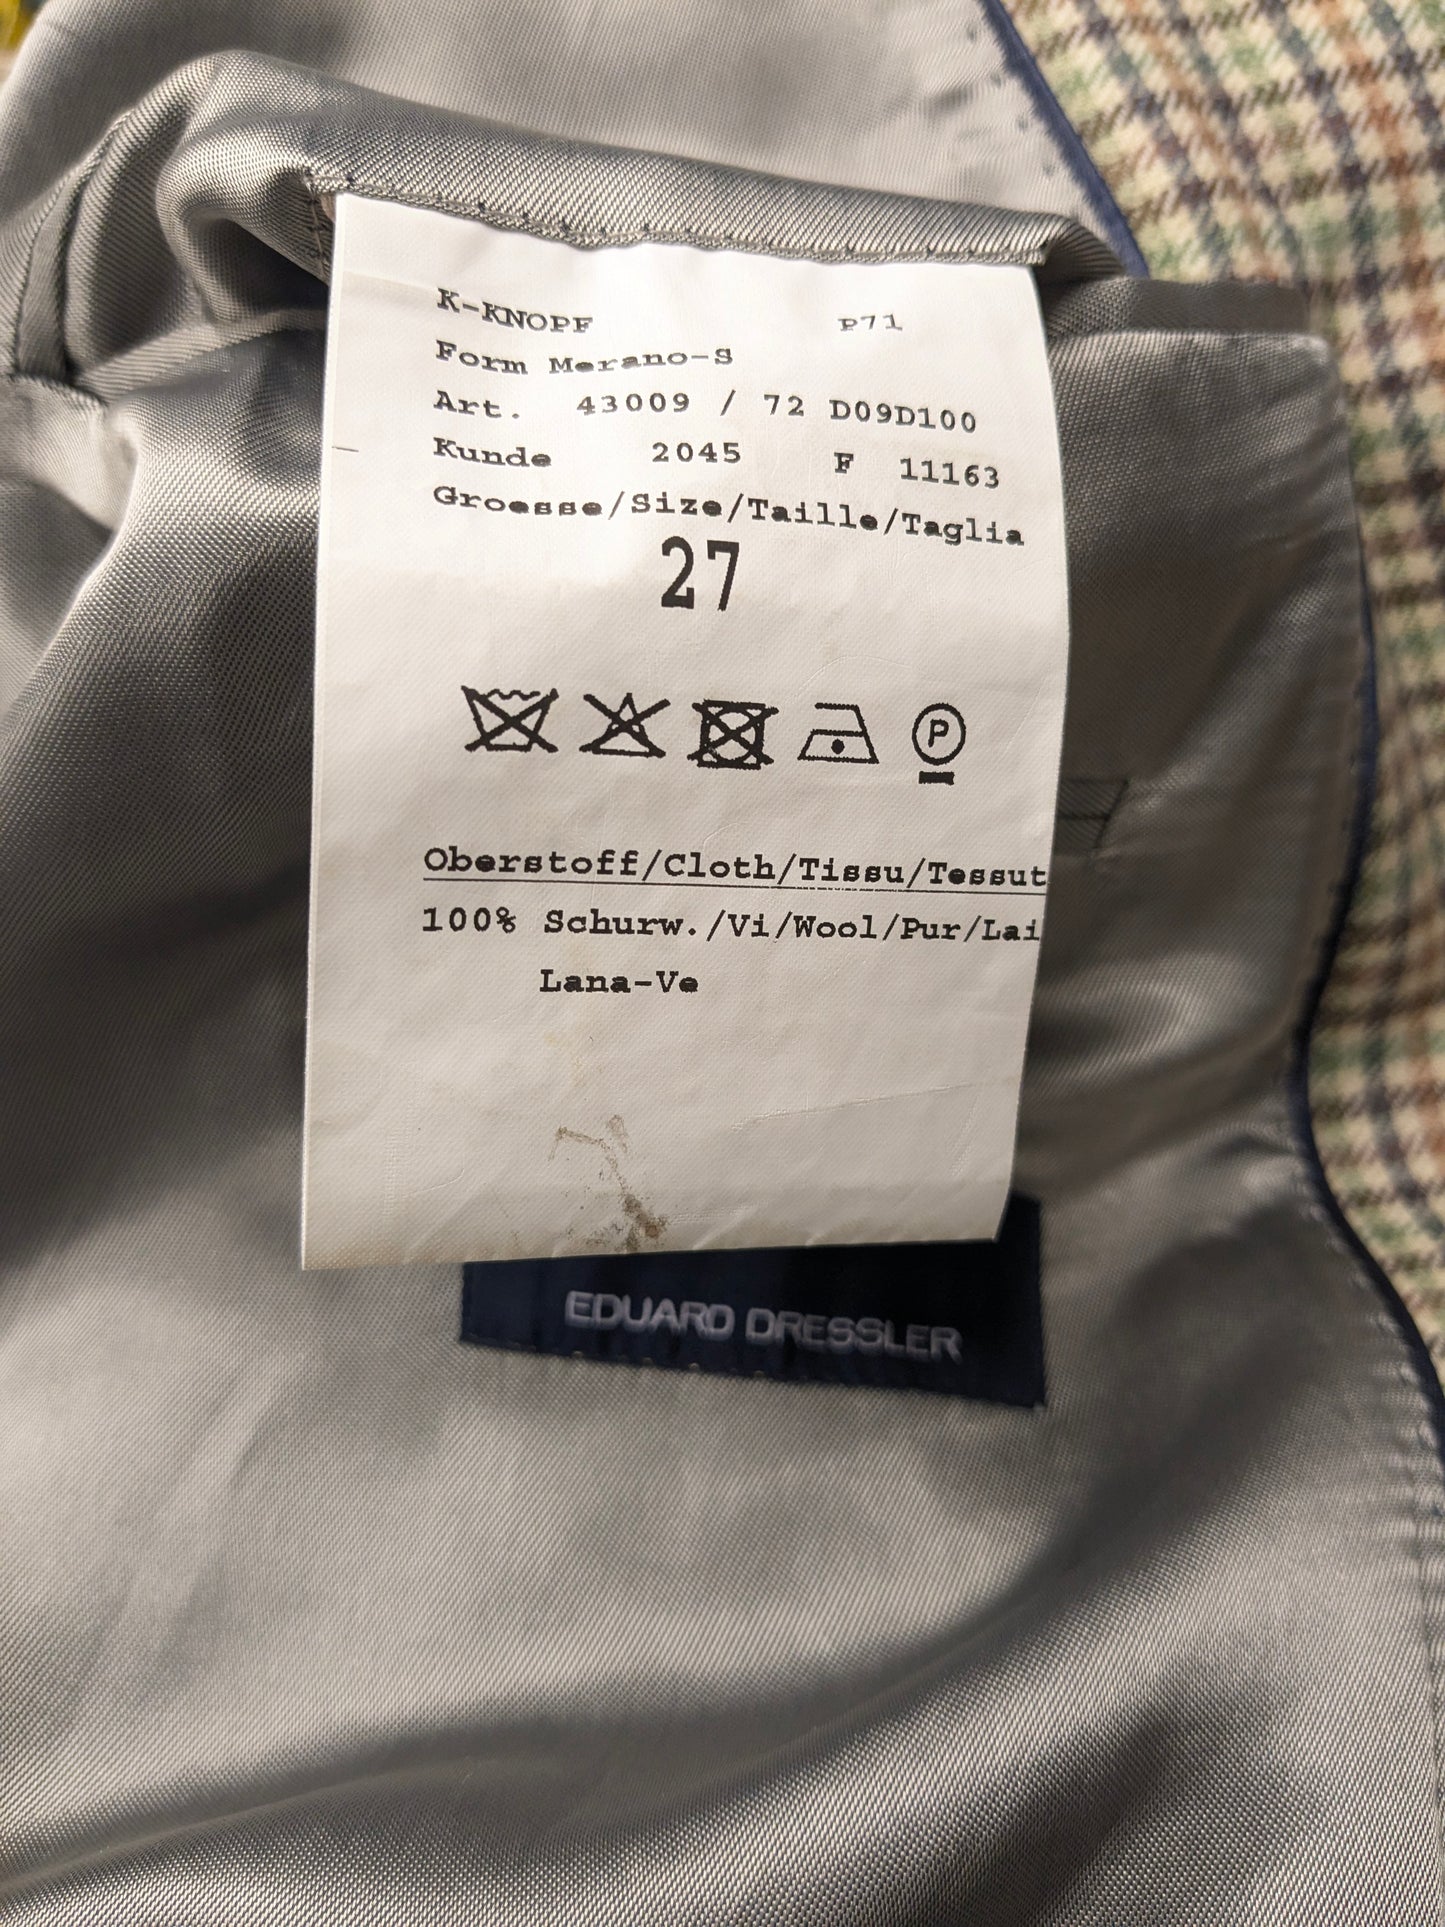 K-KNOPF P71
Form Merano-S
Art. 43009 / 72 D09D100
Kunde 2045 F 11163
Groesse/Size/Taille/Taglia
27
P
Oberstoff/Cloth/Tissu/Tessut
100% Schurw./Vi/Wool/Pur/Lai
Lana-Ve
EDUARD DRESSLER